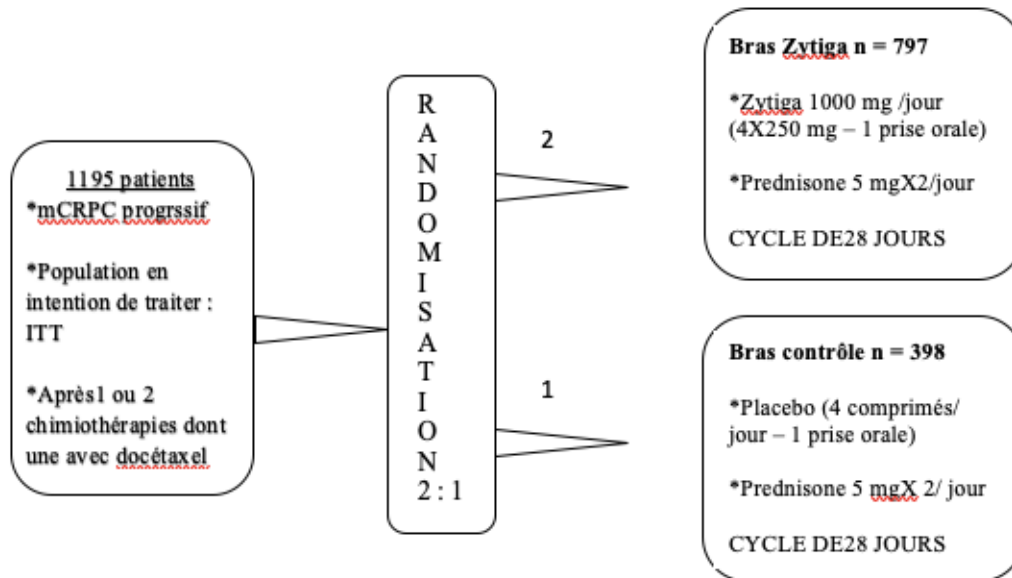 1195 patients
*mCRPC progrssif
*Population en
intention de traiter :
ITT
*Après1 ou 2
chimiothérapies dont
une avec docétaxel
R
A
N
D
O
M
I
S
A
T
I
O
N
2 : 1
2
1
Bras Zytiga n = 797
*Zytiga 1000 mg /jour
(4X250 mg – 1 prise orale)
*Prednisone 5 mgX2/jour
CYCLE DE28 JOURS
Bras contrôle n = 398
*Placebo (4 comprimés/
jour – 1 prise orale)
*Prednisone 5 mgX 2/ jour
CYCLE DE28 JOURS